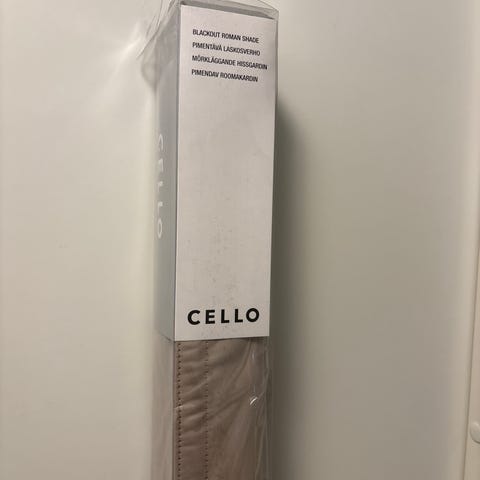 BLACKOUT ROMAN SHADE
PIMENTÄVÄ LASKOSVERHO
MÖRKLÄGGANDE HISSGARDIN
PIMENDAV ROOMAKARDIN
CELLO
CELLO